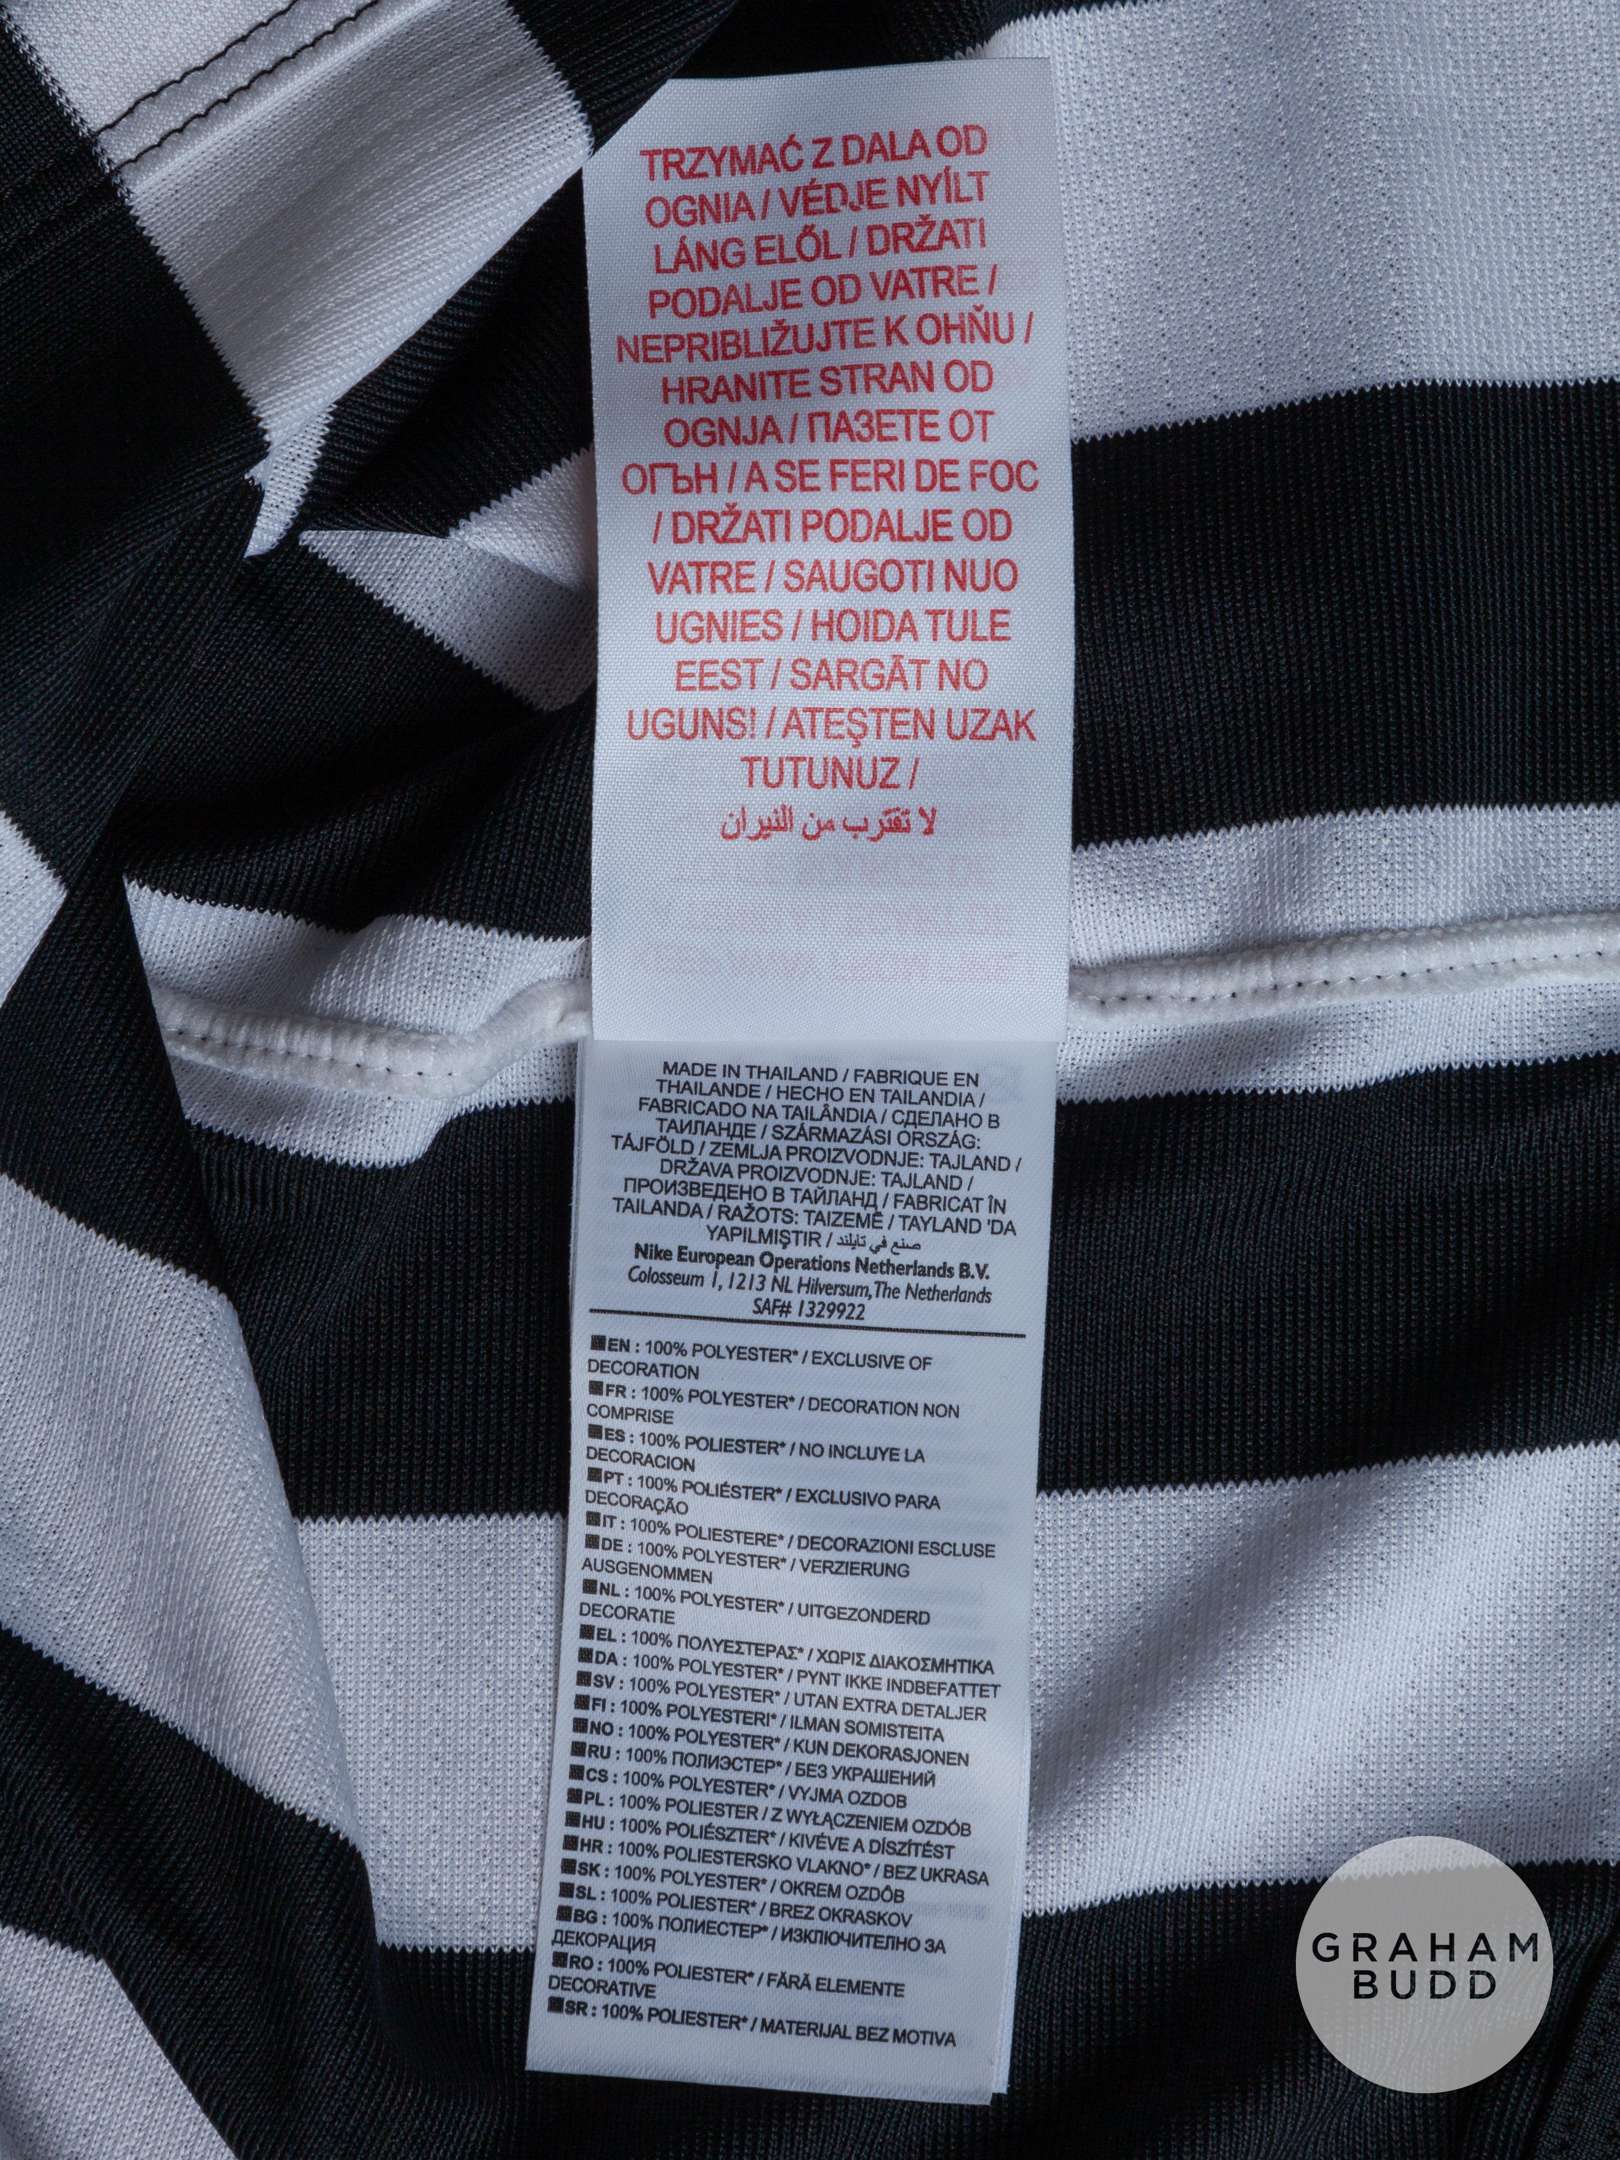 TRZYMAĆ Z DALA OD
OGNIA / VÉDJE NYÍLT
LÁNG ELŐL / DRŽATI
PODALJE OD VATRE /
NEPRIBLIŽUJTE K OHŇU /
HRANITE STRAN OD
OGNJA / ПАЗЕТЕ ОТ
ОГЪН / A SE FERI DE FOC
/ DRŽATI PODALJE OD
VATRE / SAUGOTI NUO
UGNIES / HOIDA TULE
EEST / SARGĀT NO
UGUNS! / ATEŞTEN UZAK
TUTUNUZ /
لا تقترب من النيران
MADE IN THAILAND / FABRIQUE EN
THAILANDE / HECHO EN TAILANDIA /
FABRICADO NA TAILÂNDIA / СДЕЛАНО В
ТАИЛАНДЕ / SZÁRMAZÁSI ORSZÁG:
TÁJFÖLD / ZEMLJA PROIZVODNJE: TAJLAND /
DRŽAVA PROIZVODNJE: TAJLAND /
ПРОИЗВЕДЕНО В ТАЙЛАНД / FABRICAT ÎN
TAILANDA / RAŽOTS: TAIZEMĒ / TAYLAND 'DA
YAPILMIŞTIR / صنع في تايلند
Nike European Operations Netherlands B.V.
Colosseum 1, 1213 NL Hilversum, The Netherlands
SAF# 1329922
EN : 100% POLYESTER* / EXCLUSIVE OF
DECORATION
FR : 100% POLYESTER* / DECORATION NON
COMPRISE
ES : 100% POLIESTER* / NO INCLUYE LA
DECORACION
PT : 100% POLIÉSTER* / EXCLUSIVO PARA
DECORAÇÃO
IT : 100% POLIESTERE* / DECORAZIONI ESCLUSE
DE : 100% POLYESTER* / VERZIERUNG
AUSGENOMMEN
NL : 100% POLYESTER* / UITGEZONDERD
DECORATIE
EL : 100% ΠΟΛΥΕΣΤΕΡΑΣ* / ΧΩΡΙΣ ΔΙΑΚΟΣΜΗΤΙΚΑ
DA : 100% POLYESTER* / PYNT IKKE INDBEFATTET
SV : 100% POLYESTER* / UTAN EXTRA DETALJER
FI : 100% POLYESTERI* / ILMAN SOMISTEITA
NO : 100% POLYESTER* / KUN DEKORASJONEN
RU : 100% ПОЛИЭСТЕР* / БЕЗ УКРАШЕНИЙ
CS : 100% POLYESTER* / VYJMA OZDOB
PL : 100% POLIESTER / Z WYŁĄCZENIEM OZDÓB
HU : 100% POLIÉSZTER* / KIVÉVE A DÍSZÍTÉST
HR : 100% POLIESTERSKO VLAKNO* / BEZ UKRASA
SK : 100% POLYESTER* / OKREM OZDÔB
SL : 100% POLIESTER* / BREZ OKRASKOV
BG : 100% ПОЛИЕСТЕР* / ИЗКЛЮЧИТЕЛНО ЗА
ДЕКОРАЦИЯ
RO : 100% POLIESTER* / FĂRĂ ELEMENTE
DECORATIVE
SR : 100% POLIESTER* / MATERIJAL BEZ MOTIVA
GRAHAM
BUDD